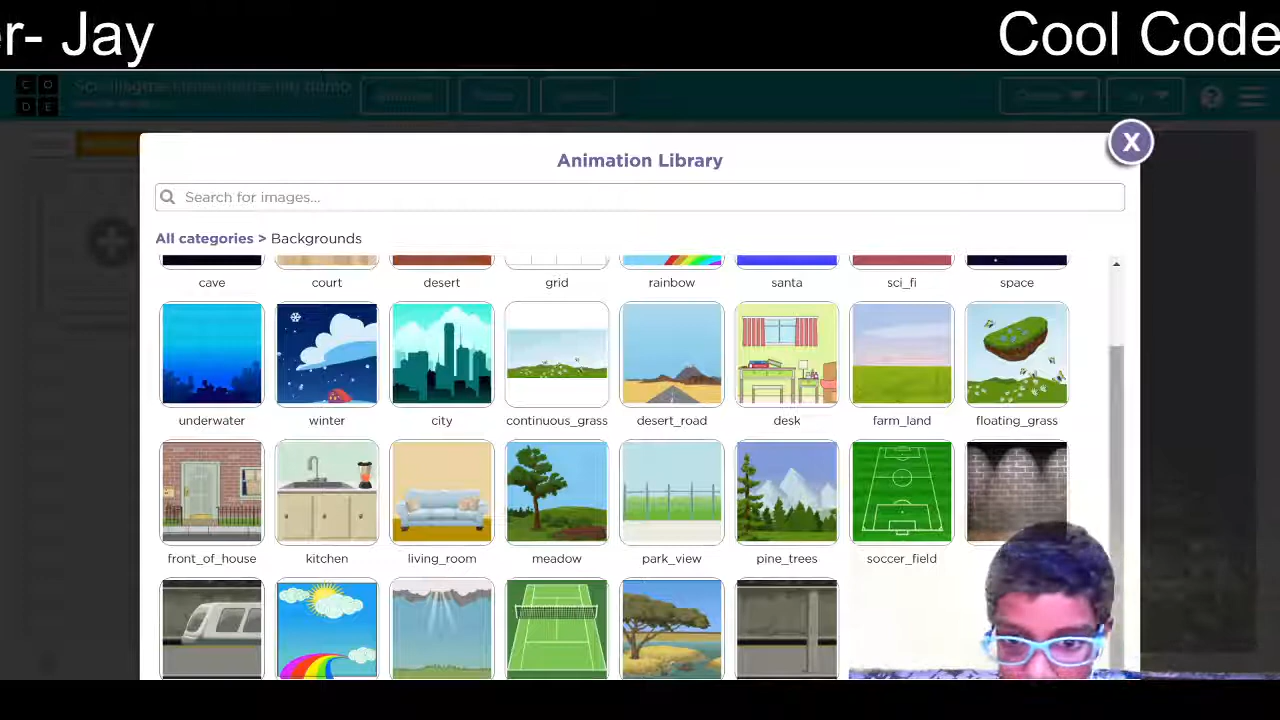 er- Jay
Cool Code
C O
D E
Animation Library
X
Search for images...
All categories > Backgrounds
cave court desert grid rainbow santa sci_fi space
underwater winter city continuous_grass desert_road desk farm_land floating_grass
front_of_house kitchen living_room meadow park_view pine_trees soccer_field